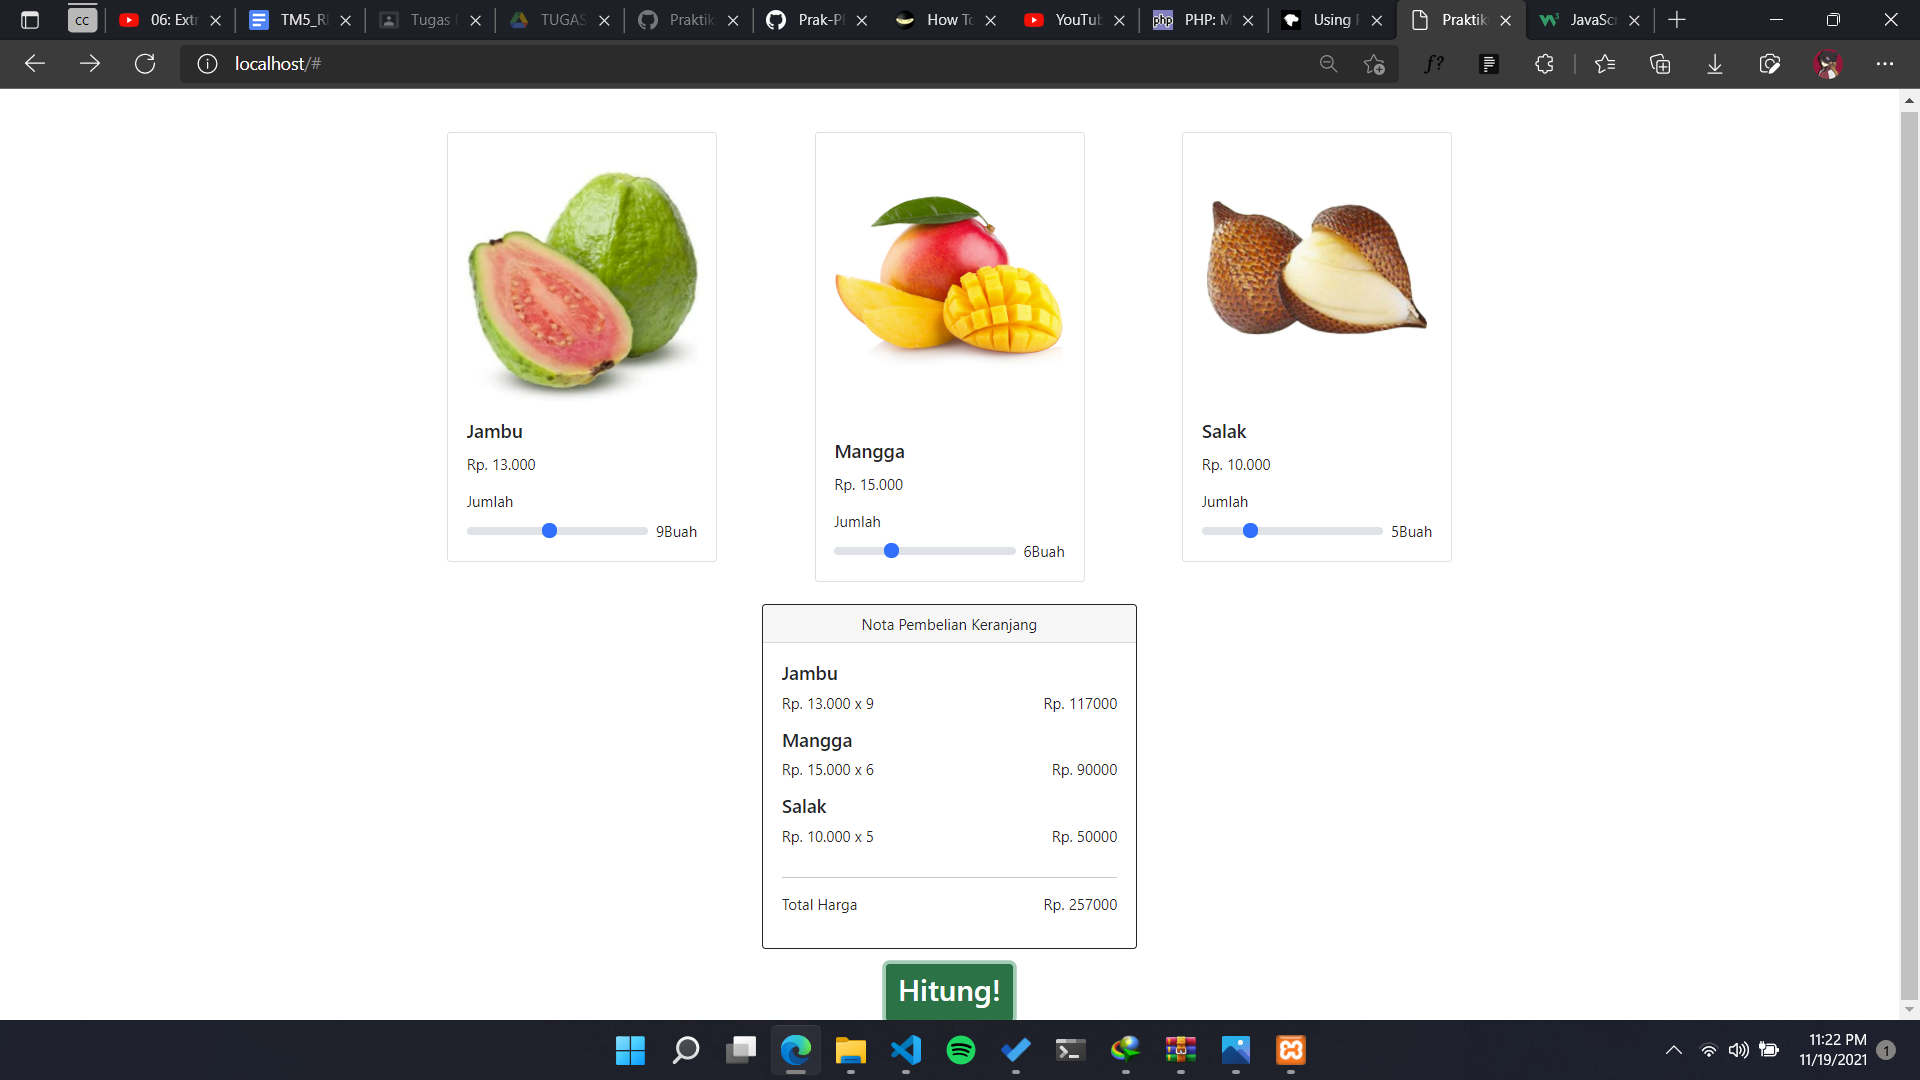 cc
06: Extr
TM5_RI
Tugas
TUGAS
Praktik
Prak-P
How To
YouTub
PHP: M
Using
Praktik
JavaScr
localhost/#
f?
Jambu
Rp. 13.000
Jumlah
9Buah
Mangga
Rp. 15.000
Jumlah
6Buah
Salak
Rp. 10.000
Jumlah
5Buah
Nota Pembelian Keranjang
Jambu
Rp. 13.000 x 9 Rp. 117000
Mangga
Rp. 15.000 x 6 Rp. 90000
Salak
Rp. 10.000 x 5 Rp. 50000
Total Harga Rp. 257000
Hitung!
11:22 PM
11/19/2021
1